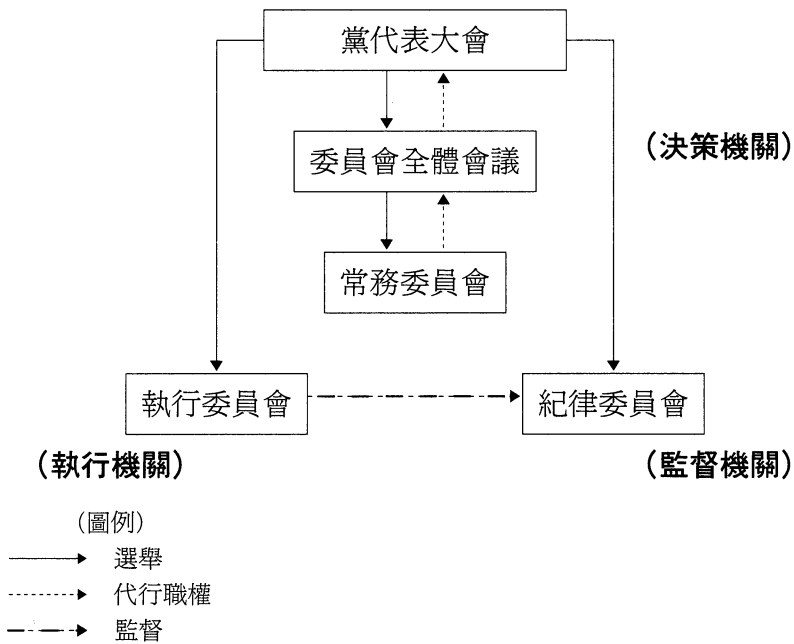 黨代表大會
(決策機關)
委員會全體會議
常務委員會
執行委員會
紀律委員會
(執行機關)
(監督機關)
(圖例)
選舉
代行職權
監督